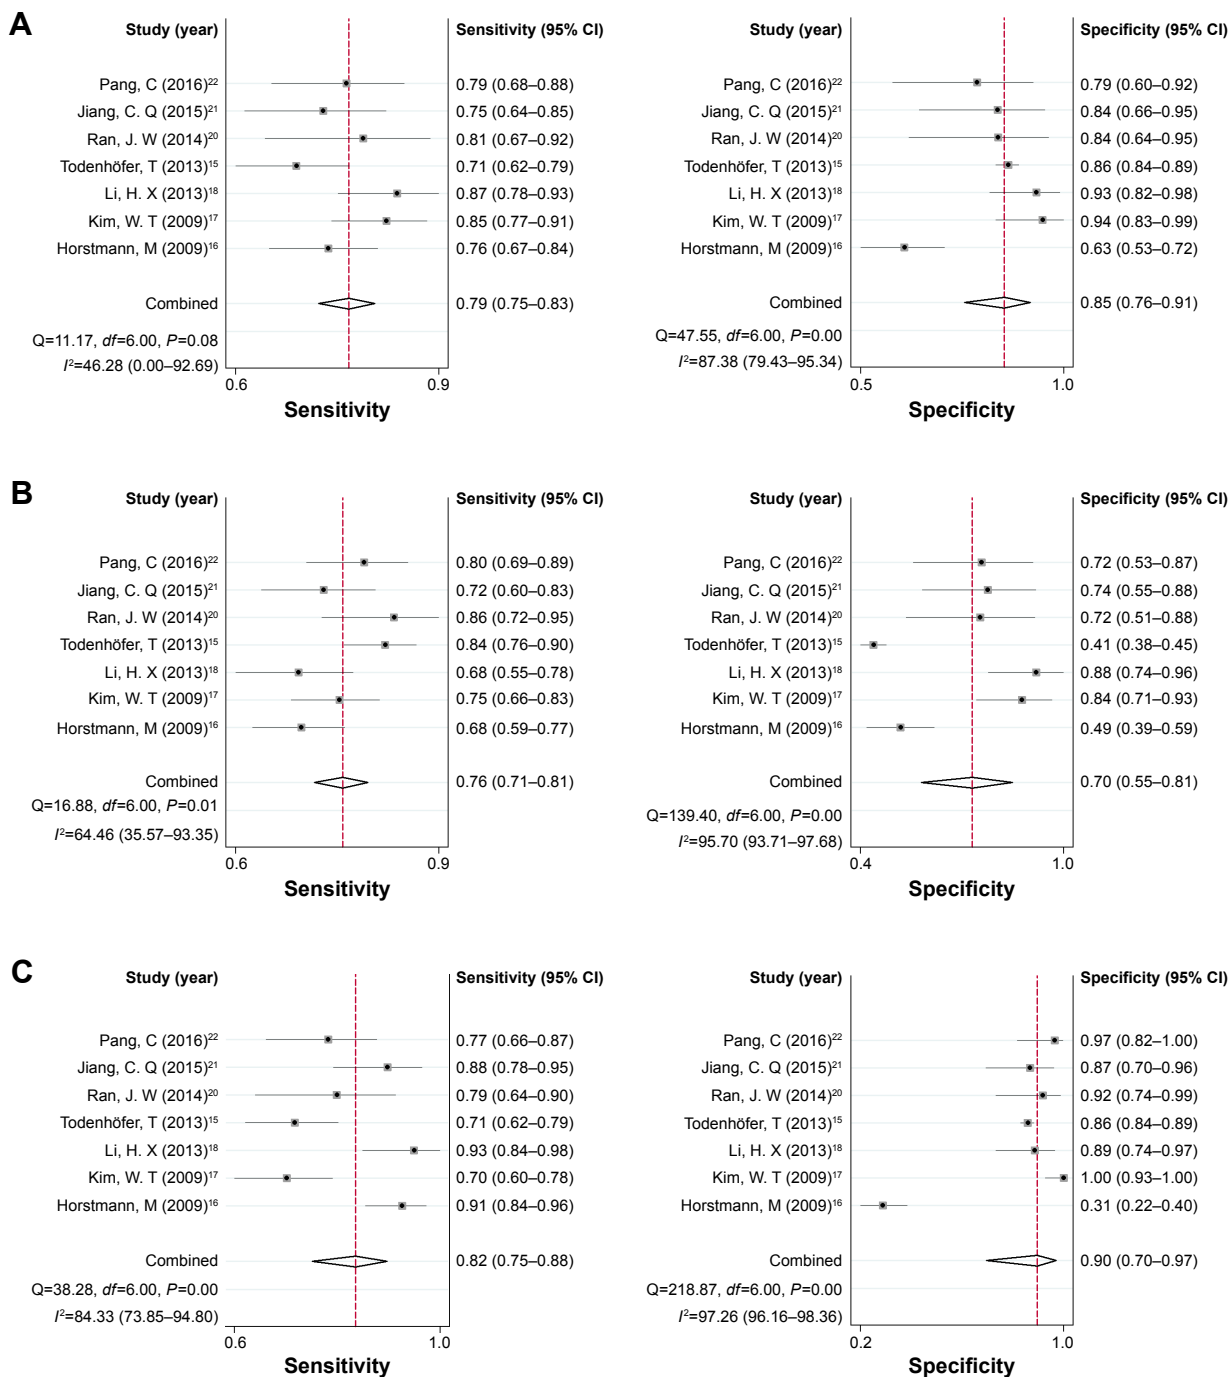 A
Study (year) Sensitivity (95% CI)
Pang, C (2016)22 0.79 (0.68–0.88)
Jiang, C. Q (2015)21 0.75 (0.64–0.85)
Ran, J. W (2014)20 0.81 (0.67–0.92)
Todenhöfer, T (2013)15 0.71 (0.62–0.79)
Li, H. X (2013)18 0.87 (0.78–0.93)
Kim, W. T (2009)17 0.85 (0.77–0.91)
Horstmann, M (2009)16 0.76 (0.67–0.84)
Combined 0.79 (0.75–0.83)
Q=11.17, df=6.00, P=0.08
I²=46.28 (0.00–92.69)
0.6 0.9
Sensitivity
Study (year) Specificity (95% CI)
Pang, C (2016)22 0.79 (0.60–0.92)
Jiang, C. Q (2015)21 0.84 (0.66–0.95)
Ran, J. W (2014)20 0.84 (0.64–0.95)
Todenhöfer, T (2013)15 0.86 (0.84–0.89)
Li, H. X (2013)18 0.93 (0.82–0.98)
Kim, W. T (2009)17 0.94 (0.83–0.99)
Horstmann, M (2009)16 0.63 (0.53–0.72)
Combined 0.85 (0.76–0.91)
Q=47.55, df=6.00, P=0.00
I²=87.38 (79.43–95.34)
0.5 1.0
Specificity
B
Study (year) Sensitivity (95% CI)
Pang, C (2016)22 0.80 (0.69–0.89)
Jiang, C. Q (2015)21 0.72 (0.60–0.83)
Ran, J. W (2014)20 0.86 (0.72–0.95)
Todenhöfer, T (2013)15 0.84 (0.76–0.90)
Li, H. X (2013)18 0.68 (0.55–0.78)
Kim, W. T (2009)17 0.75 (0.66–0.83)
Horstmann, M (2009)16 0.68 (0.59–0.77)
Combined 0.76 (0.71–0.81)
Q=16.88, df=6.00, P=0.01
I²=64.46 (35.57–93.35)
0.6 0.9
Sensitivity
Study (year) Specificity (95% CI)
Pang, C (2016)22 0.72 (0.53–0.87)
Jiang, C. Q (2015)21 0.74 (0.55–0.88)
Ran, J. W (2014)20 0.72 (0.51–0.88)
Todenhöfer, T (2013)15 0.41 (0.38–0.45)
Li, H. X (2013)18 0.88 (0.74–0.96)
Kim, W. T (2009)17 0.84 (0.71–0.93)
Horstmann, M (2009)16 0.49 (0.39–0.59)
Combined 0.70 (0.55–0.81)
Q=139.40, df=6.00, P=0.00
I²=95.70 (93.71–97.68)
0.4 1.0
Specificity
C
Study (year) Sensitivity (95% CI)
Pang, C (2016)22 0.77 (0.66–0.87)
Jiang, C. Q (2015)21 0.88 (0.78–0.95)
Ran, J. W (2014)20 0.79 (0.64–0.90)
Todenhöfer, T (2013)15 0.71 (0.62–0.79)
Li, H. X (2013)18 0.93 (0.84–0.98)
Kim, W. T (2009)17 0.70 (0.60–0.78)
Horstmann, M (2009)16 0.91 (0.84–0.96)
Combined 0.82 (0.75–0.88)
Q=38.28, df=6.00, P=0.00
I²=84.33 (73.85–94.80)
0.6 1.0
Sensitivity
Study (year) Specificity (95% CI)
Pang, C (2016)22 0.97 (0.82–1.00)
Jiang, C. Q (2015)21 0.87 (0.70–0.96)
Ran, J. W (2014)20 0.92 (0.74–0.99)
Todenhöfer, T (2013)15 0.86 (0.84–0.89)
Li, H. X (2013)18 0.89 (0.74–0.97)
Kim, W. T (2009)17 1.00 (0.93–1.00)
Horstmann, M (2009)16 0.31 (0.22–0.40)
Combined 0.90 (0.70–0.97)
Q=218.87, df=6.00, P=0.00
I²=97.26 (96.16–98.36)
0.2 1.0
Specificity